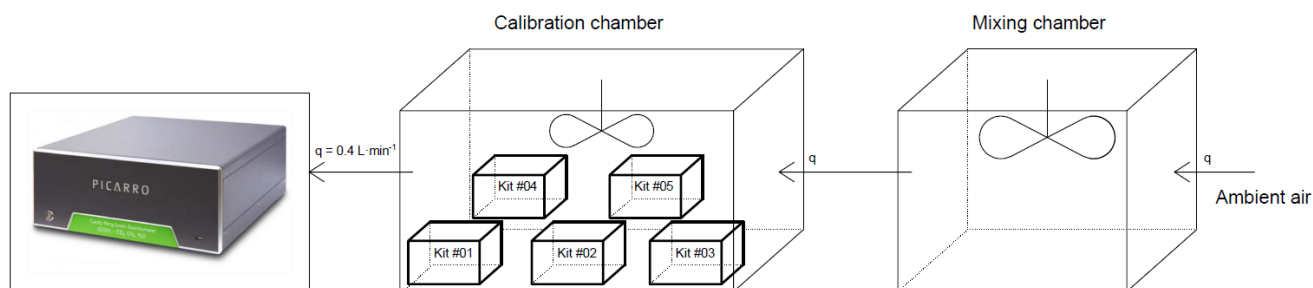 Calibration chamber
Mixing chamber
q = 0.4 L·min⁻¹
q
q
Ambient air
PICARRO
Kit #04
Kit #05
Kit #01
Kit #02
Kit #03